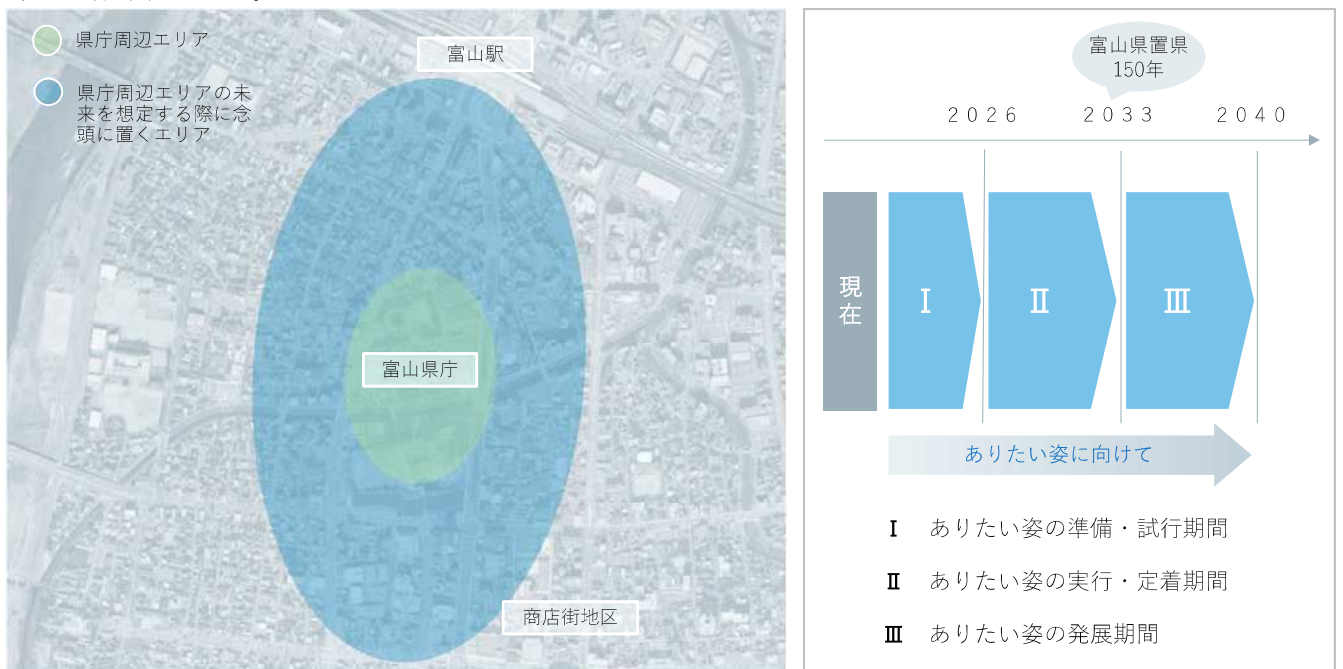 県庁周辺エリア
県庁周辺エリアの未
来を想定する際に念
頭に置くエリア
富山駅
富山県庁
商店街地区
富山県置県
150年
2026
2033
2040
現在
Ⅰ
Ⅱ
Ⅲ
ありたい姿に向けて
Ⅰ ありたい姿の準備・試行期間
Ⅱ ありたい姿の実行・定着期間
Ⅲ ありたい姿の発展期間